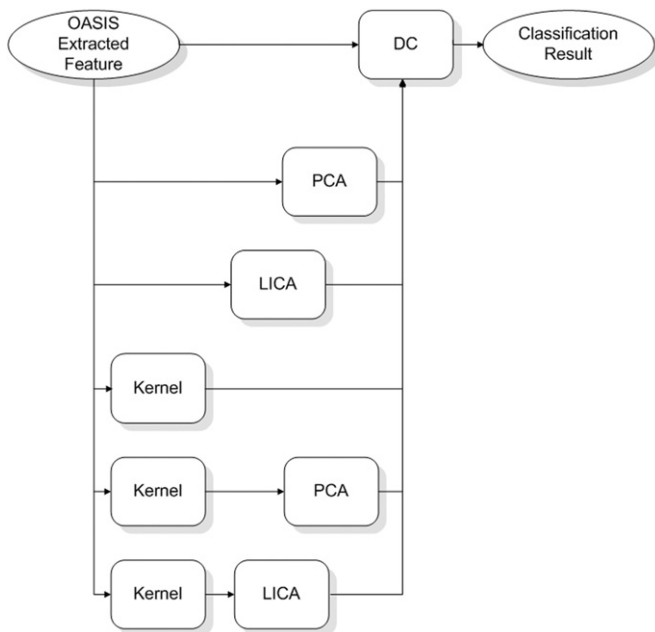 OASIS
Extracted
Feature
DC
Classification
Result
PCA
LICA
Kernel
Kernel
PCA
Kernel
LICA